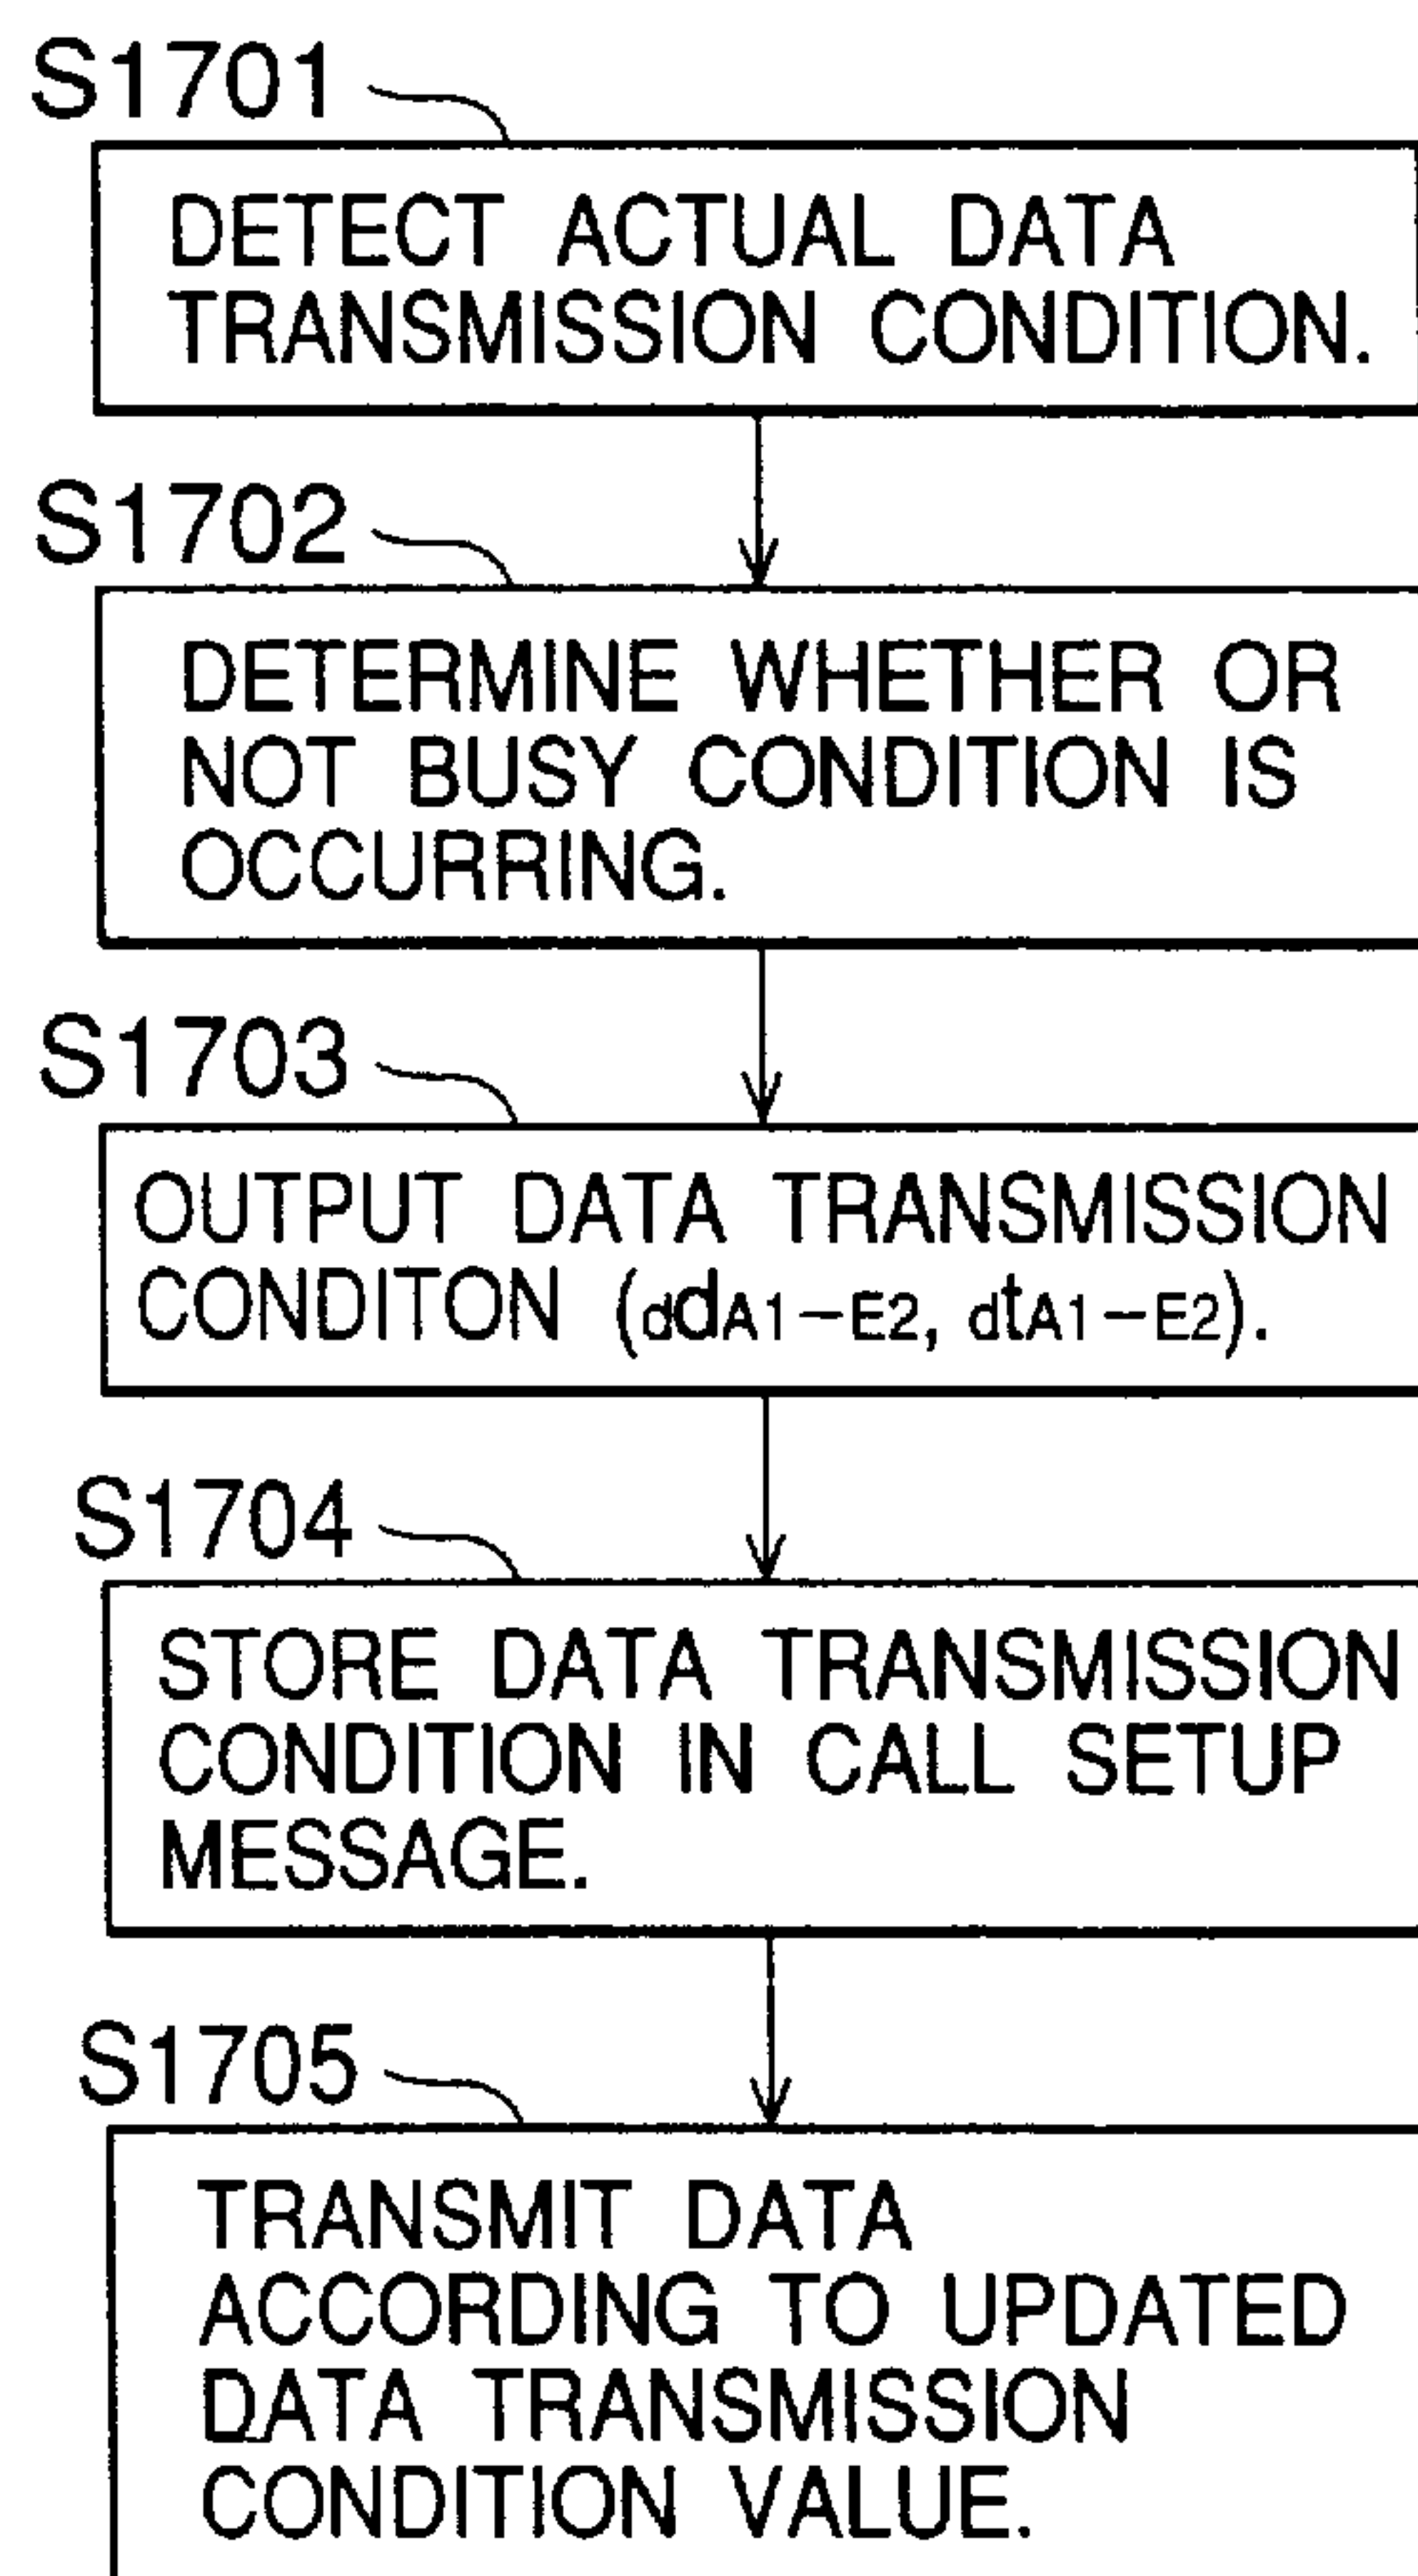 S1701
DETECT ACTUAL DATA
TRANSMISSION CONDITION.
S1702
DETERMINE WHETHER OR
NOT BUSY CONDITION IS
OCCURRING.
S1703
OUTPUT DATA TRANSMISSION
CONDITON (ddA1-E2, dtA1-E2).
S1704
STORE DATA TRANSMISSION
CONDITION IN CALL SETUP
MESSAGE.
S1705
TRANSMIT DATA
ACCORDING TO UPDATED
DATA TRANSMISSION
CONDITION VALUE.